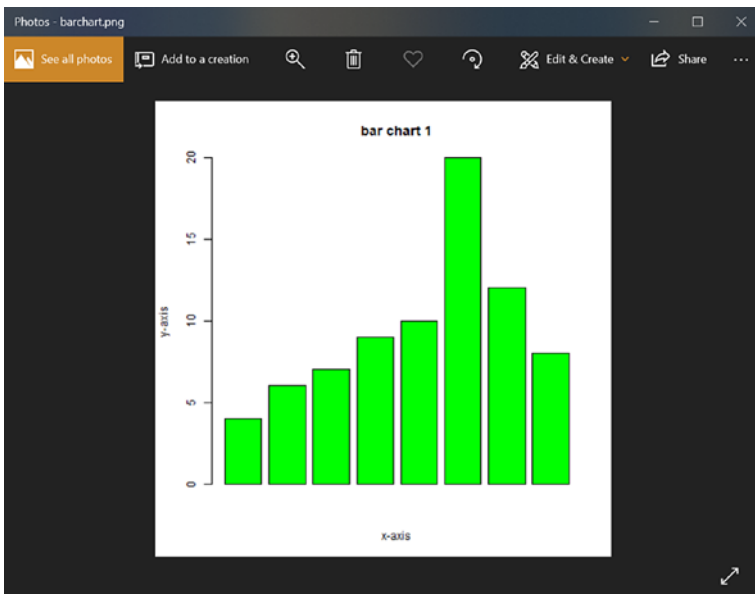 Photos - barchart.png
See all photos
Add to a creation
Edit & Create
Share
bar chart 1
20
15
10
5
0
y-axis
x-axis